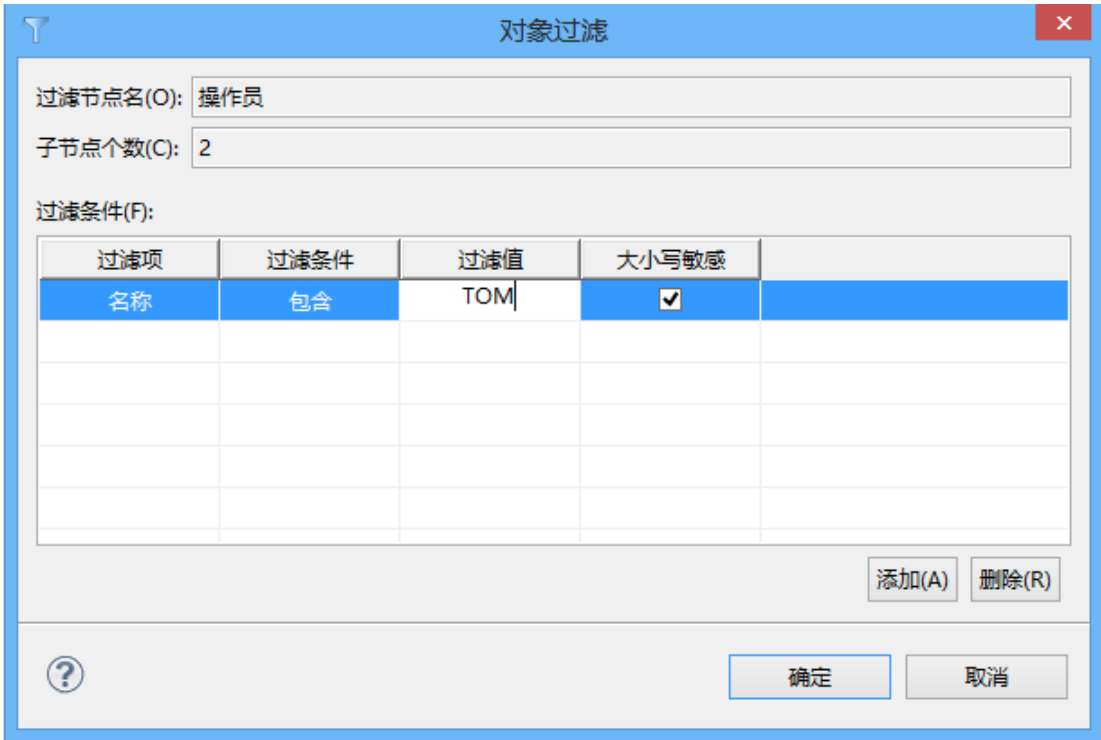 对象过滤
过滤节点名(O): 操作员
子节点个数(C): 2
过滤条件(F):
过滤项 过滤条件 过滤值 大小写敏感
名称 包含 TOM
添加(A) 删除(R)
确定 取消